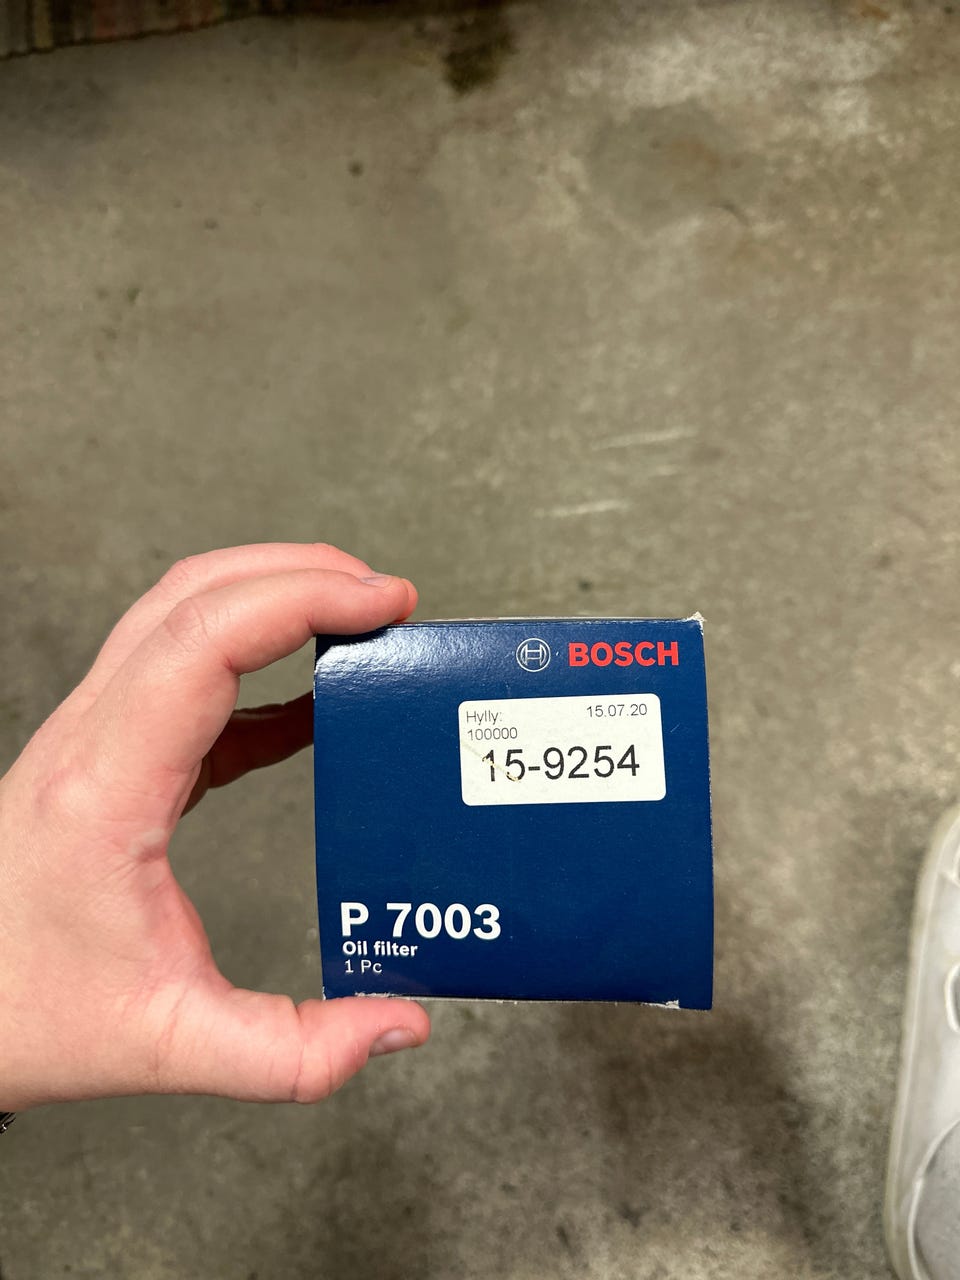 BOSCH
Hylly: 15.07.20
100000
15-9254
P 7003
Oil filter
1 Pc